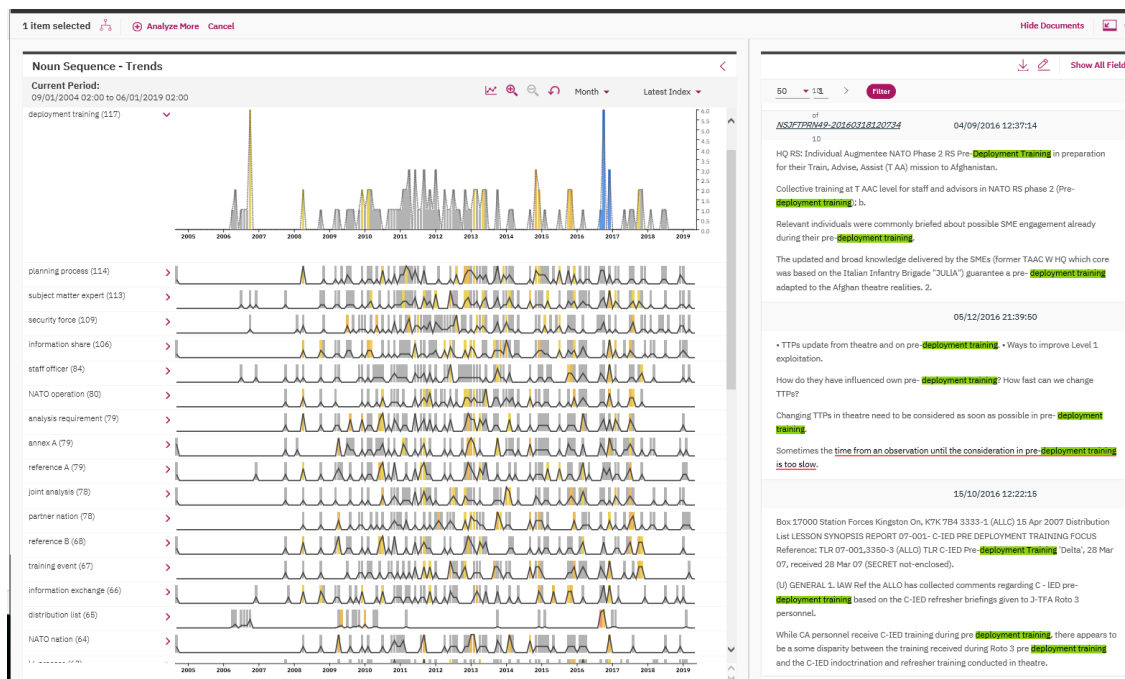 1 item selected Analyze More Cancel Hide Documents
Noun Sequence - Trends
Current Period:
09/01/2004 02:00 to 06/01/2019 02:00
Month Latest Index
deployment training (117)
6.0
5.5
5.0
4.5
4.0
3.5
3.0
2.5
2.0
1.5
1.0
0.5
0.0
2005 2006 2007 2008 2009 2010 2011 2012 2013 2014 2015 2016 2017 2018 2019
planning process (114)
subject matter expert (113)
security force (109)
information share (106)
staff officer (84)
NATO operation (80)
analysis requirement (79)
annex A (79)
reference A (79)
joint analysis (78)
partner nation (78)
reference B (68)
training event (67)
information exchange (66)
distribution list (65)
NATO nation (64)
2005 2006 2007 2008 2009 2010 2011 2012 2013 2014 2015 2016 2017 2018 2019
Show All Field
50 1 Filter
of
10
NSJFTPRN49-20160318120734 04/09/2016 12:37:14
HQ RS: Individual Augmentee NATO Phase 2 RS Pre-Deployment Training in preparation
for their Train, Advise, Assist (T AA) mission to Afghanistan.
Collective training at T AAC level for staff and advisors in NATO RS phase 2 (Pre-
deployment training); b.
Relevant individuals were commonly briefed about possible SME engagement already
during their pre-deployment training.
The updated and broad knowledge delivered by the SMEs (former TAAC W HQ which core
was based on the Italian Infantry Brigade "JULIA") guarantee a pre- deployment training
adapted to the Afghan theatre realities. 2.
05/12/2016 21:39:50
• TTPs update from theatre and on pre-deployment training. • Ways to improve Level 1
exploitation.
How do they have influenced own pre- deployment training? How fast can we change
TTPs?
Changing TTPs in theatre need to be considered as soon as possible in pre- deployment
training.
Sometimes the time from an observation until the consideration in pre-deployment training
is too slow.
15/10/2016 12:22:15
Box 17000 Station Forces Kingston On, K7K 7B4 3333-1 (ALLC) 15 Apr 2007 Distribution
List LESSON SYNOPSIS REPORT 07-001- C-IED PRE DEPLOYMENT TRAINING FOCUS
Reference: TLR 07-001,3350-3 (ALLO) TLR C-IED Pre-Deployment Training 'Delta', 28 Mar
07, received 28 Mar 07 (SECRET not-enclosed).
(U) GENERAL 1. IAW Ref the ALLO has collected comments regarding C - IED pre-
deployment training based on the C-IED refresher briefings given to J-TFA Roto 3
personnel.
While CA personnel receive C-IED training during pre deployment training, there appears to
be a some disparity between the training received during Roto 3 pre deployment training
and the C-IED indoctrination and refresher training conducted in theatre.